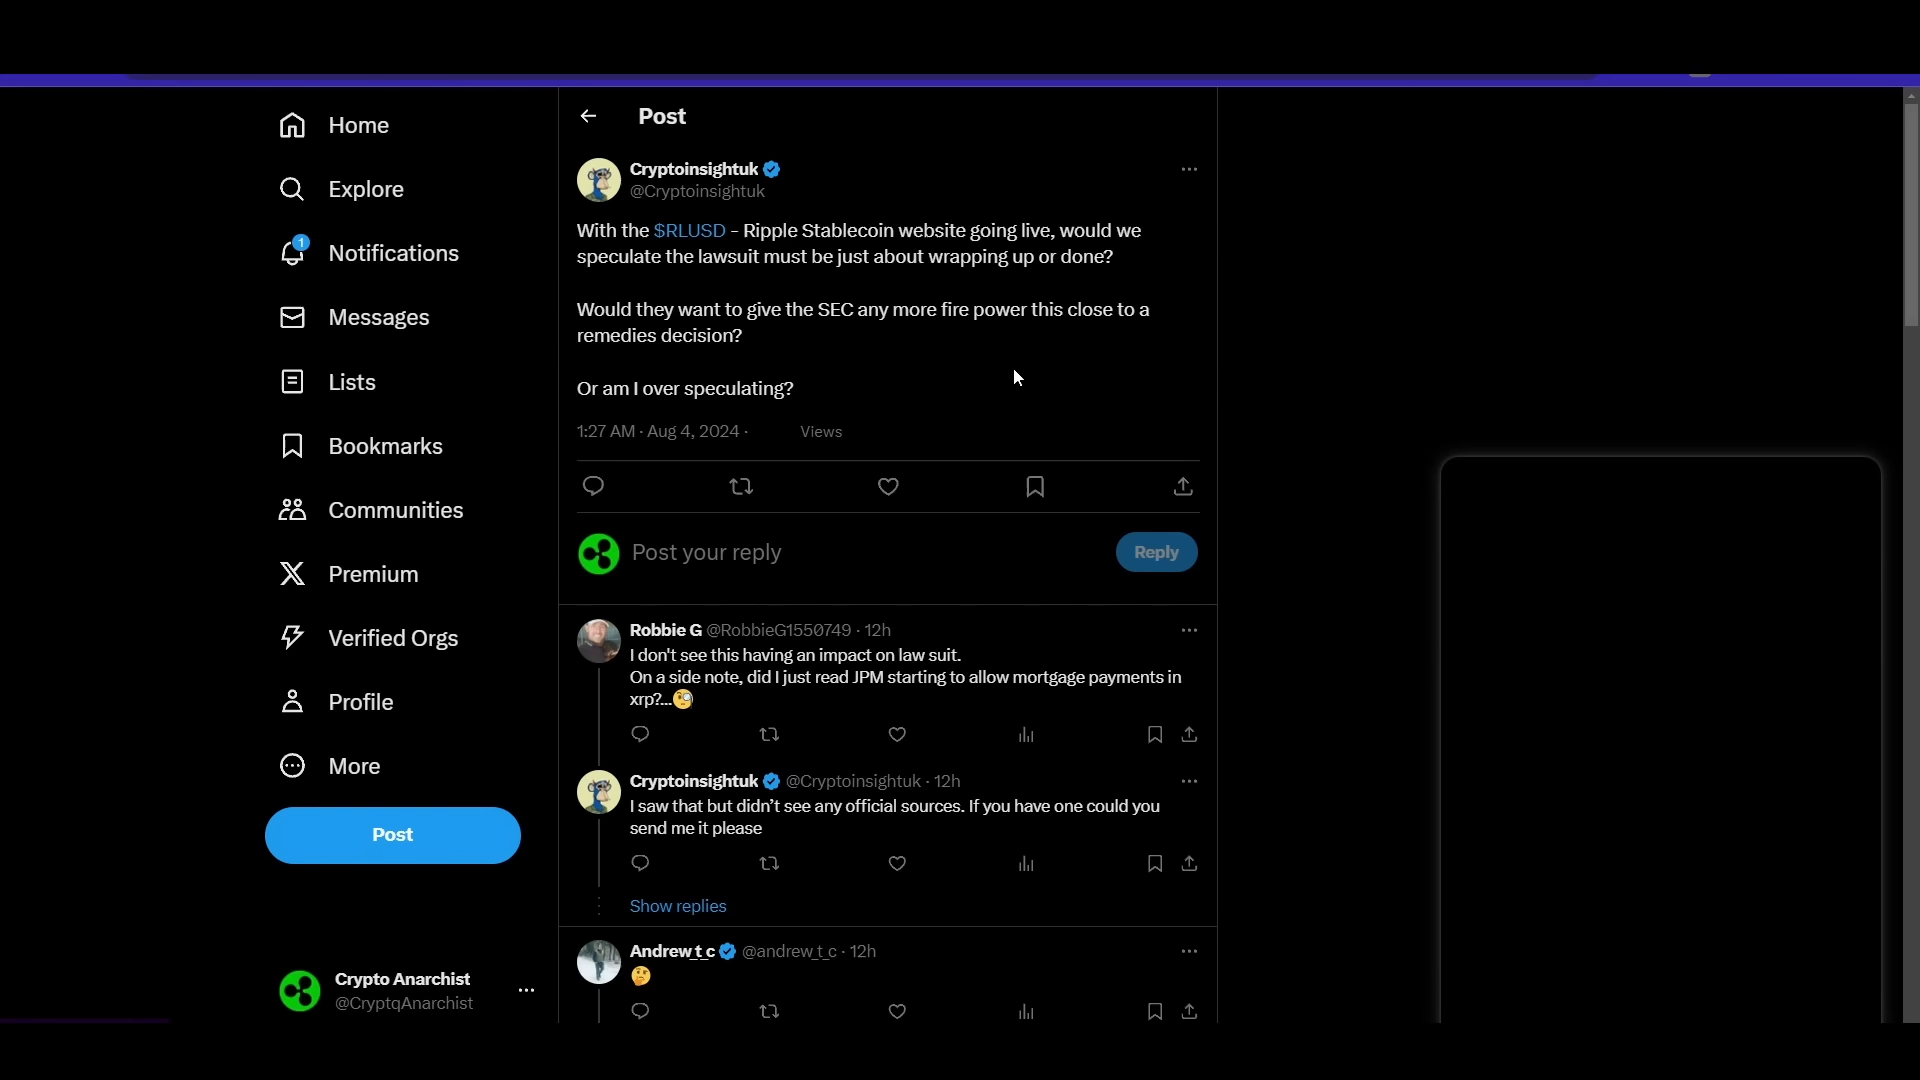 Post
Home
Explore
1
Notifications
Messages
Lists
Bookmarks
Communities
Premium
Verified Orgs
Profile
More
Post
Crypto Anarchist
@CryptqAnarchist
Cryptoinsightuk
@Cryptoinsightuk
With the $RLUSD - Ripple Stablecoin website going live, would we
speculate the lawsuit must be just about wrapping up or done?
Would they want to give the SEC any more fire power this close to a
remedies decision?
Or am I over speculating?
1:27 AM · Aug 4, 2024 · Views
Post your reply
Reply
Robbie G @RobbieG1550749 · 12h
I don't see this having an impact on law suit.
On a side note, did I just read JPM starting to allow mortgage payments in
xrp?...🧐
Cryptoinsightuk @Cryptoinsightuk · 12h
I saw that but didn’t see any official sources. If you have one could you
send me it please
Show replies
Andrew_t_c @andrew_t_c · 12h
🤔